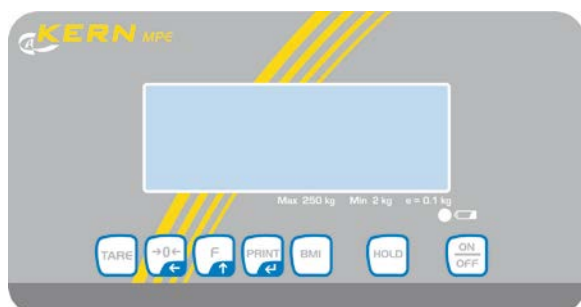 KERN MPE
Max 250 kg Min 2 kg e = 0.1 kg
TARE →0← F PRINT BMI HOLD ON
OFF